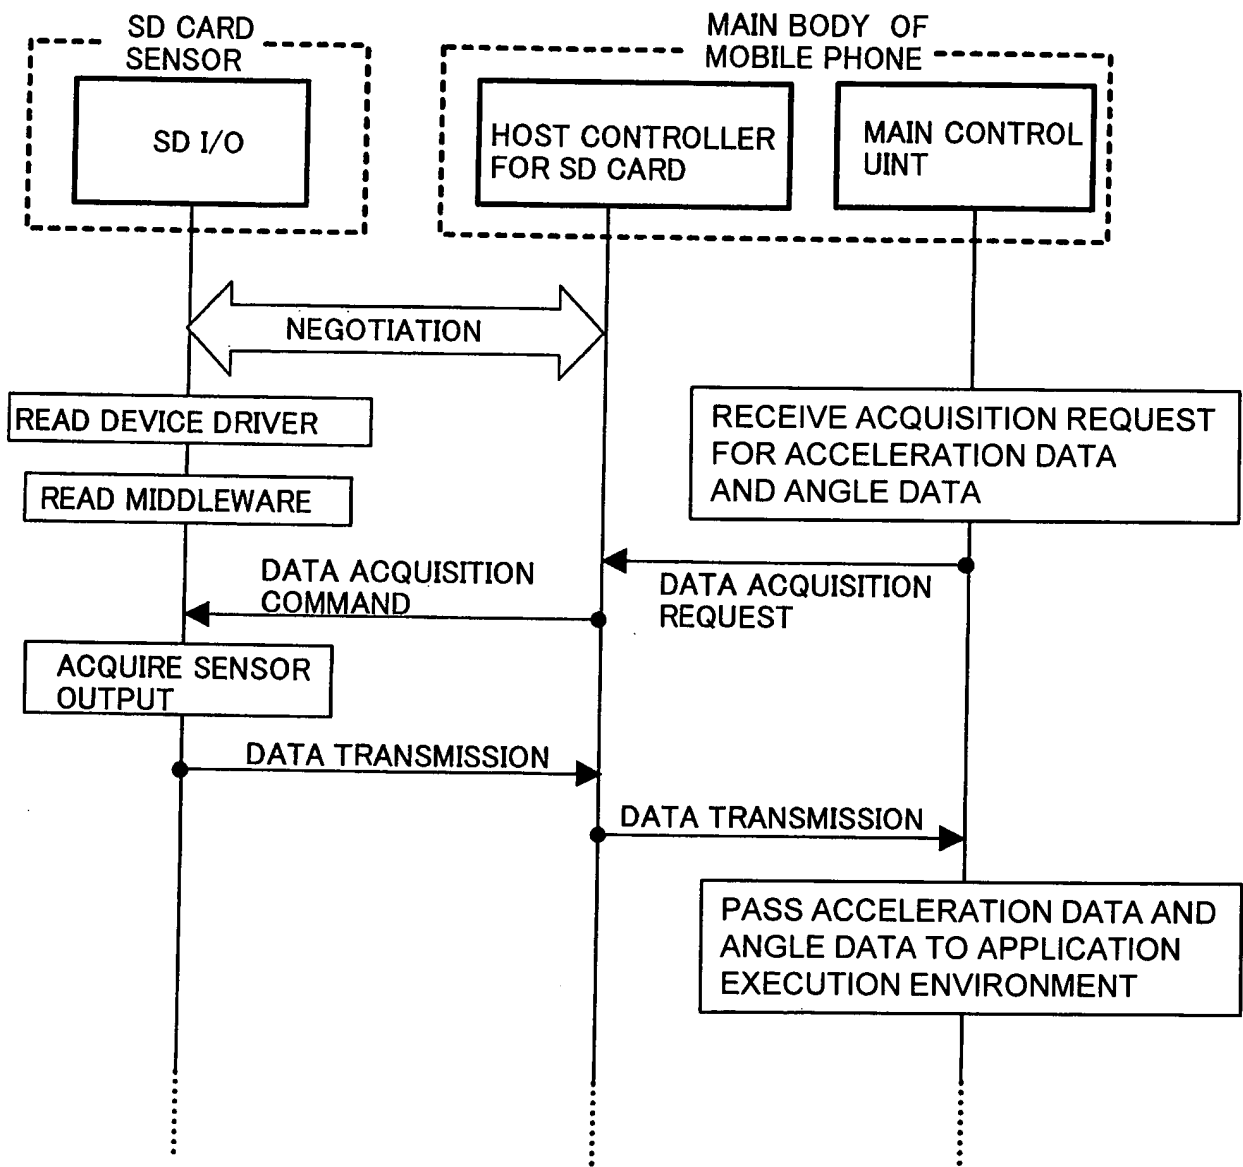 SD CARD
SENSOR
MAIN BODY OF
MOBILE PHONE
SD I/O
HOST CONTROLLER
FOR SD CARD
MAIN CONTROL
UINT
NEGOTIATION
READ DEVICE DRIVER
RECEIVE ACQUISITION REQUEST
FOR ACCELERATION DATA
AND ANGLE DATA
READ MIDDLEWARE
DATA ACQUISITION
COMMAND
DATA ACQUISITION
REQUEST
ACQUIRE SENSOR
OUTPUT
DATA TRANSMISSION
DATA TRANSMISSION
PASS ACCELERATION DATA AND
ANGLE DATA TO APPLICATION
EXECUTION ENVIRONMENT